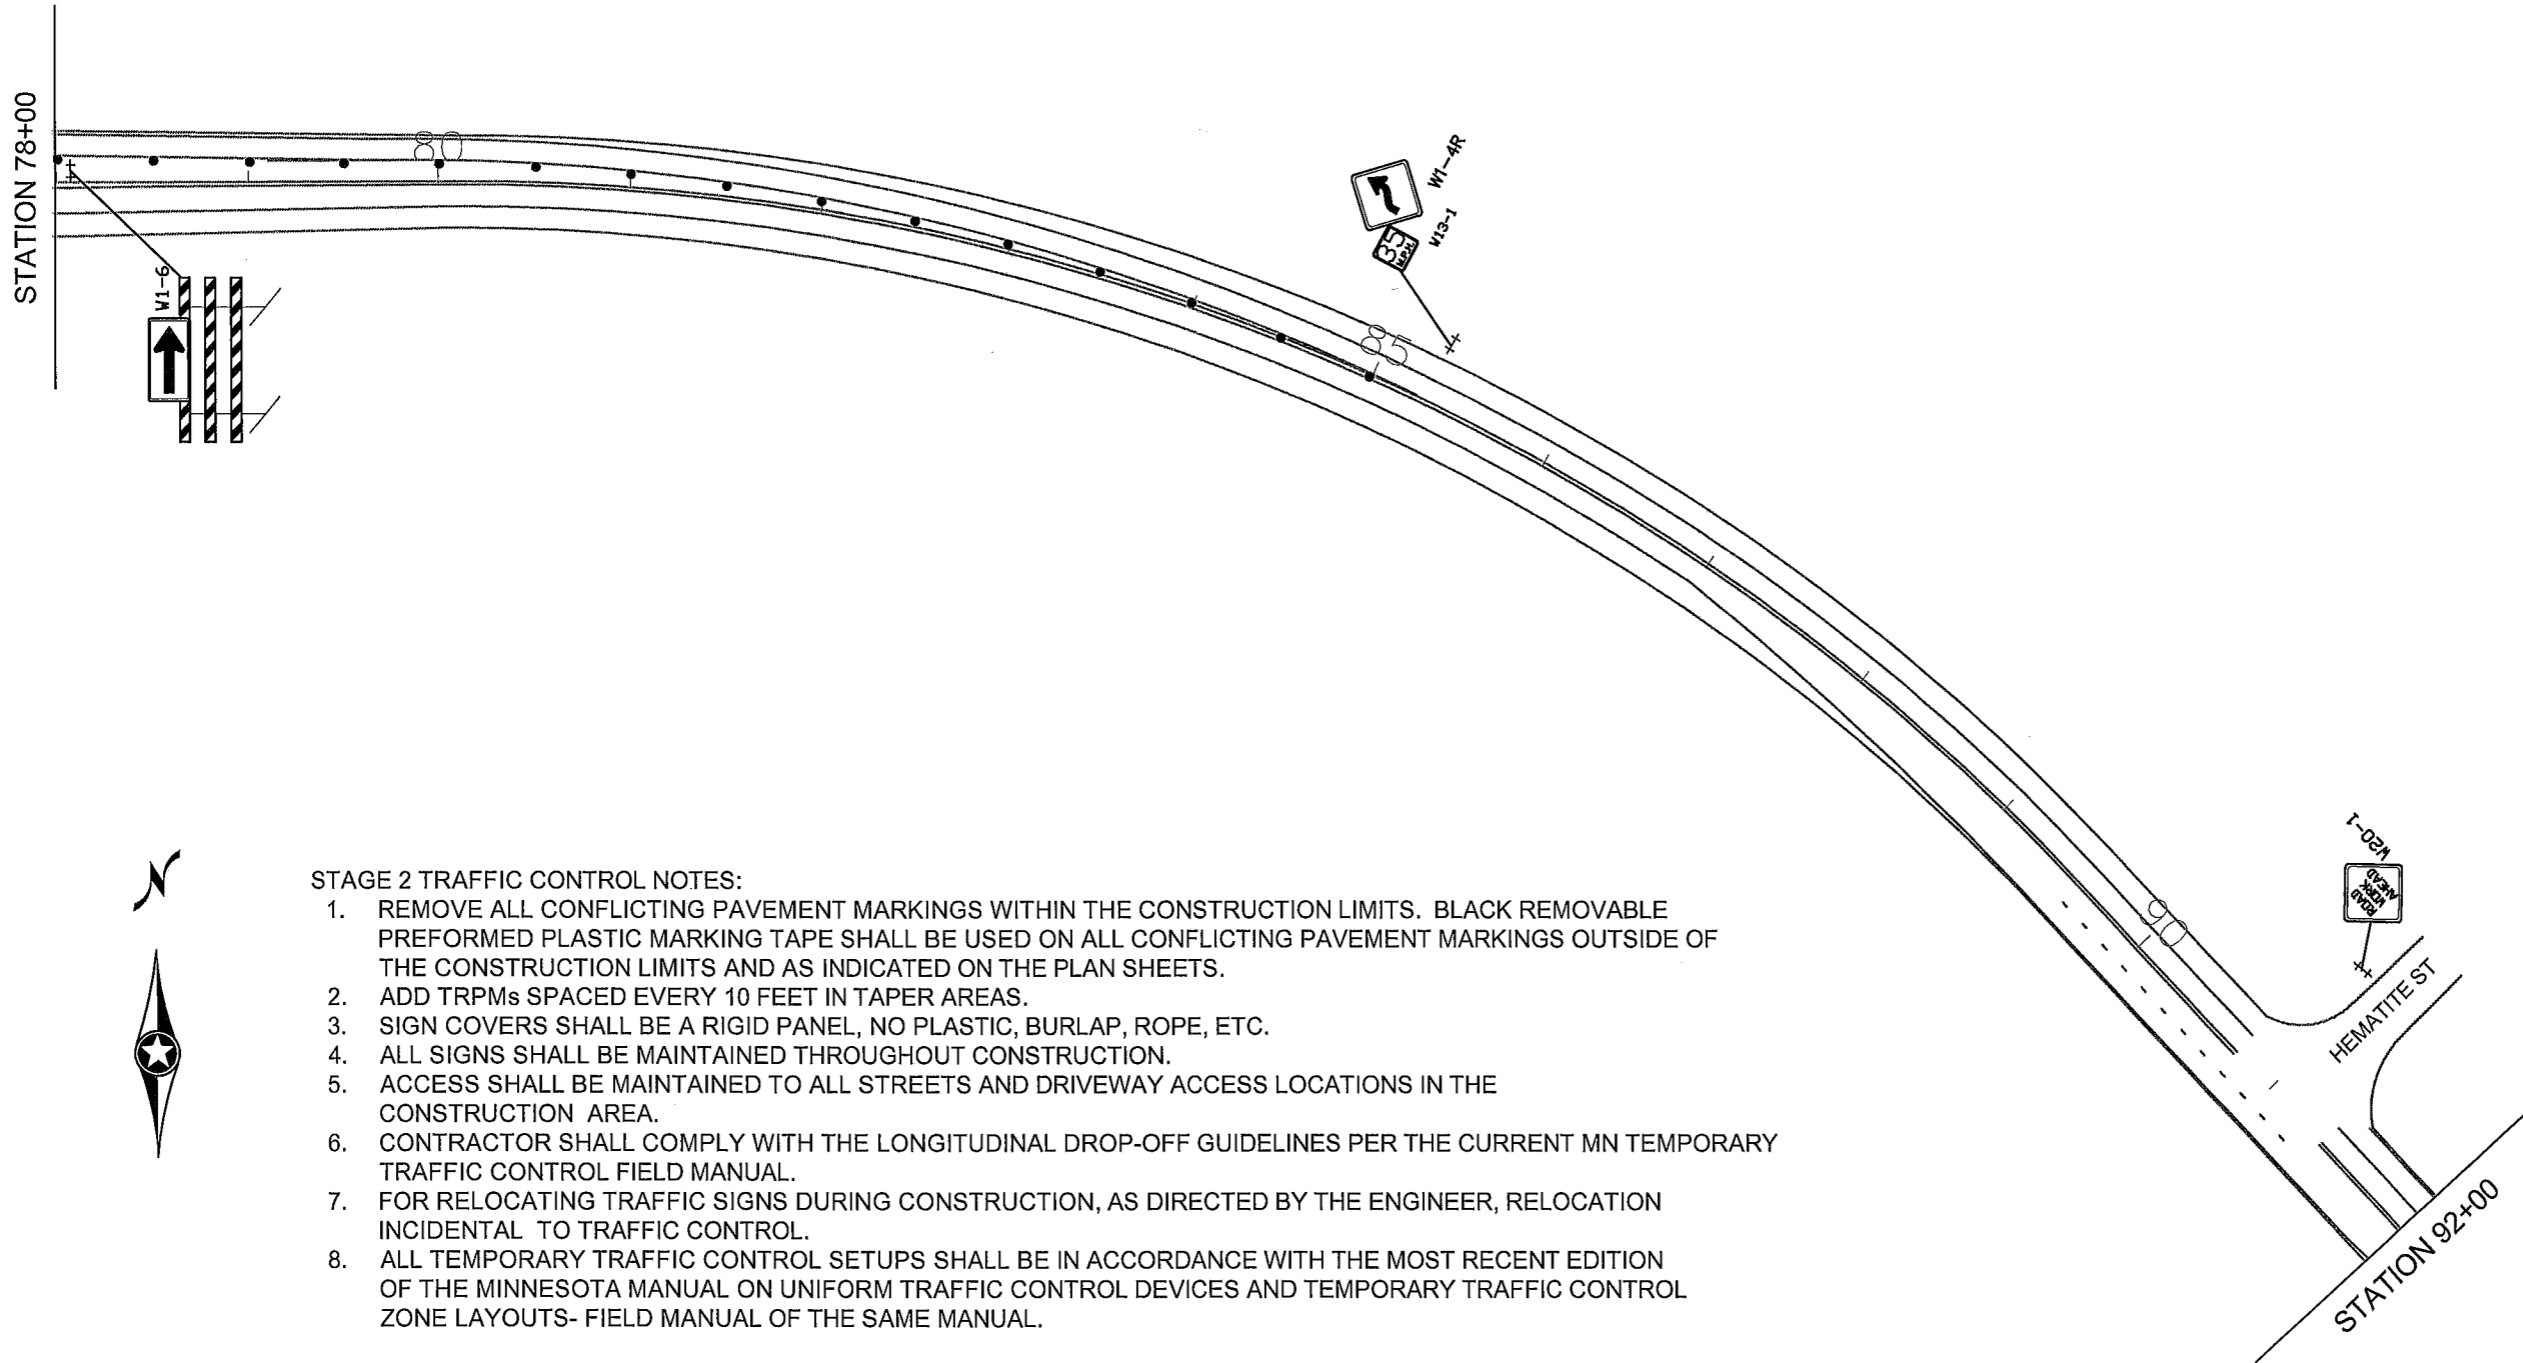 STATION 78+00
80
W1-6
W1-4R
35
M.P.H.
W13-1
85
W20-1
ROAD
WORK
AHEAD
90
HEMATITE ST
STATION 92+00
N
STAGE 2 TRAFFIC CONTROL NOTES:
1. REMOVE ALL CONFLICTING PAVEMENT MARKINGS WITHIN THE CONSTRUCTION LIMITS. BLACK REMOVABLE
PREFORMED PLASTIC MARKING TAPE SHALL BE USED ON ALL CONFLICTING PAVEMENT MARKINGS OUTSIDE OF
THE CONSTRUCTION LIMITS AND AS INDICATED ON THE PLAN SHEETS.
2. ADD TRPMs SPACED EVERY 10 FEET IN TAPER AREAS.
3. SIGN COVERS SHALL BE A RIGID PANEL, NO PLASTIC, BURLAP, ROPE, ETC.
4. ALL SIGNS SHALL BE MAINTAINED THROUGHOUT CONSTRUCTION.
5. ACCESS SHALL BE MAINTAINED TO ALL STREETS AND DRIVEWAY ACCESS LOCATIONS IN THE
CONSTRUCTION AREA.
6. CONTRACTOR SHALL COMPLY WITH THE LONGITUDINAL DROP-OFF GUIDELINES PER THE CURRENT MN TEMPORARY
TRAFFIC CONTROL FIELD MANUAL.
7. FOR RELOCATING TRAFFIC SIGNS DURING CONSTRUCTION, AS DIRECTED BY THE ENGINEER, RELOCATION
INCIDENTAL TO TRAFFIC CONTROL.
8. ALL TEMPORARY TRAFFIC CONTROL SETUPS SHALL BE IN ACCORDANCE WITH THE MOST RECENT EDITION
OF THE MINNESOTA MANUAL ON UNIFORM TRAFFIC CONTROL DEVICES AND TEMPORARY TRAFFIC CONTROL
ZONE LAYOUTS- FIELD MANUAL OF THE SAME MANUAL.